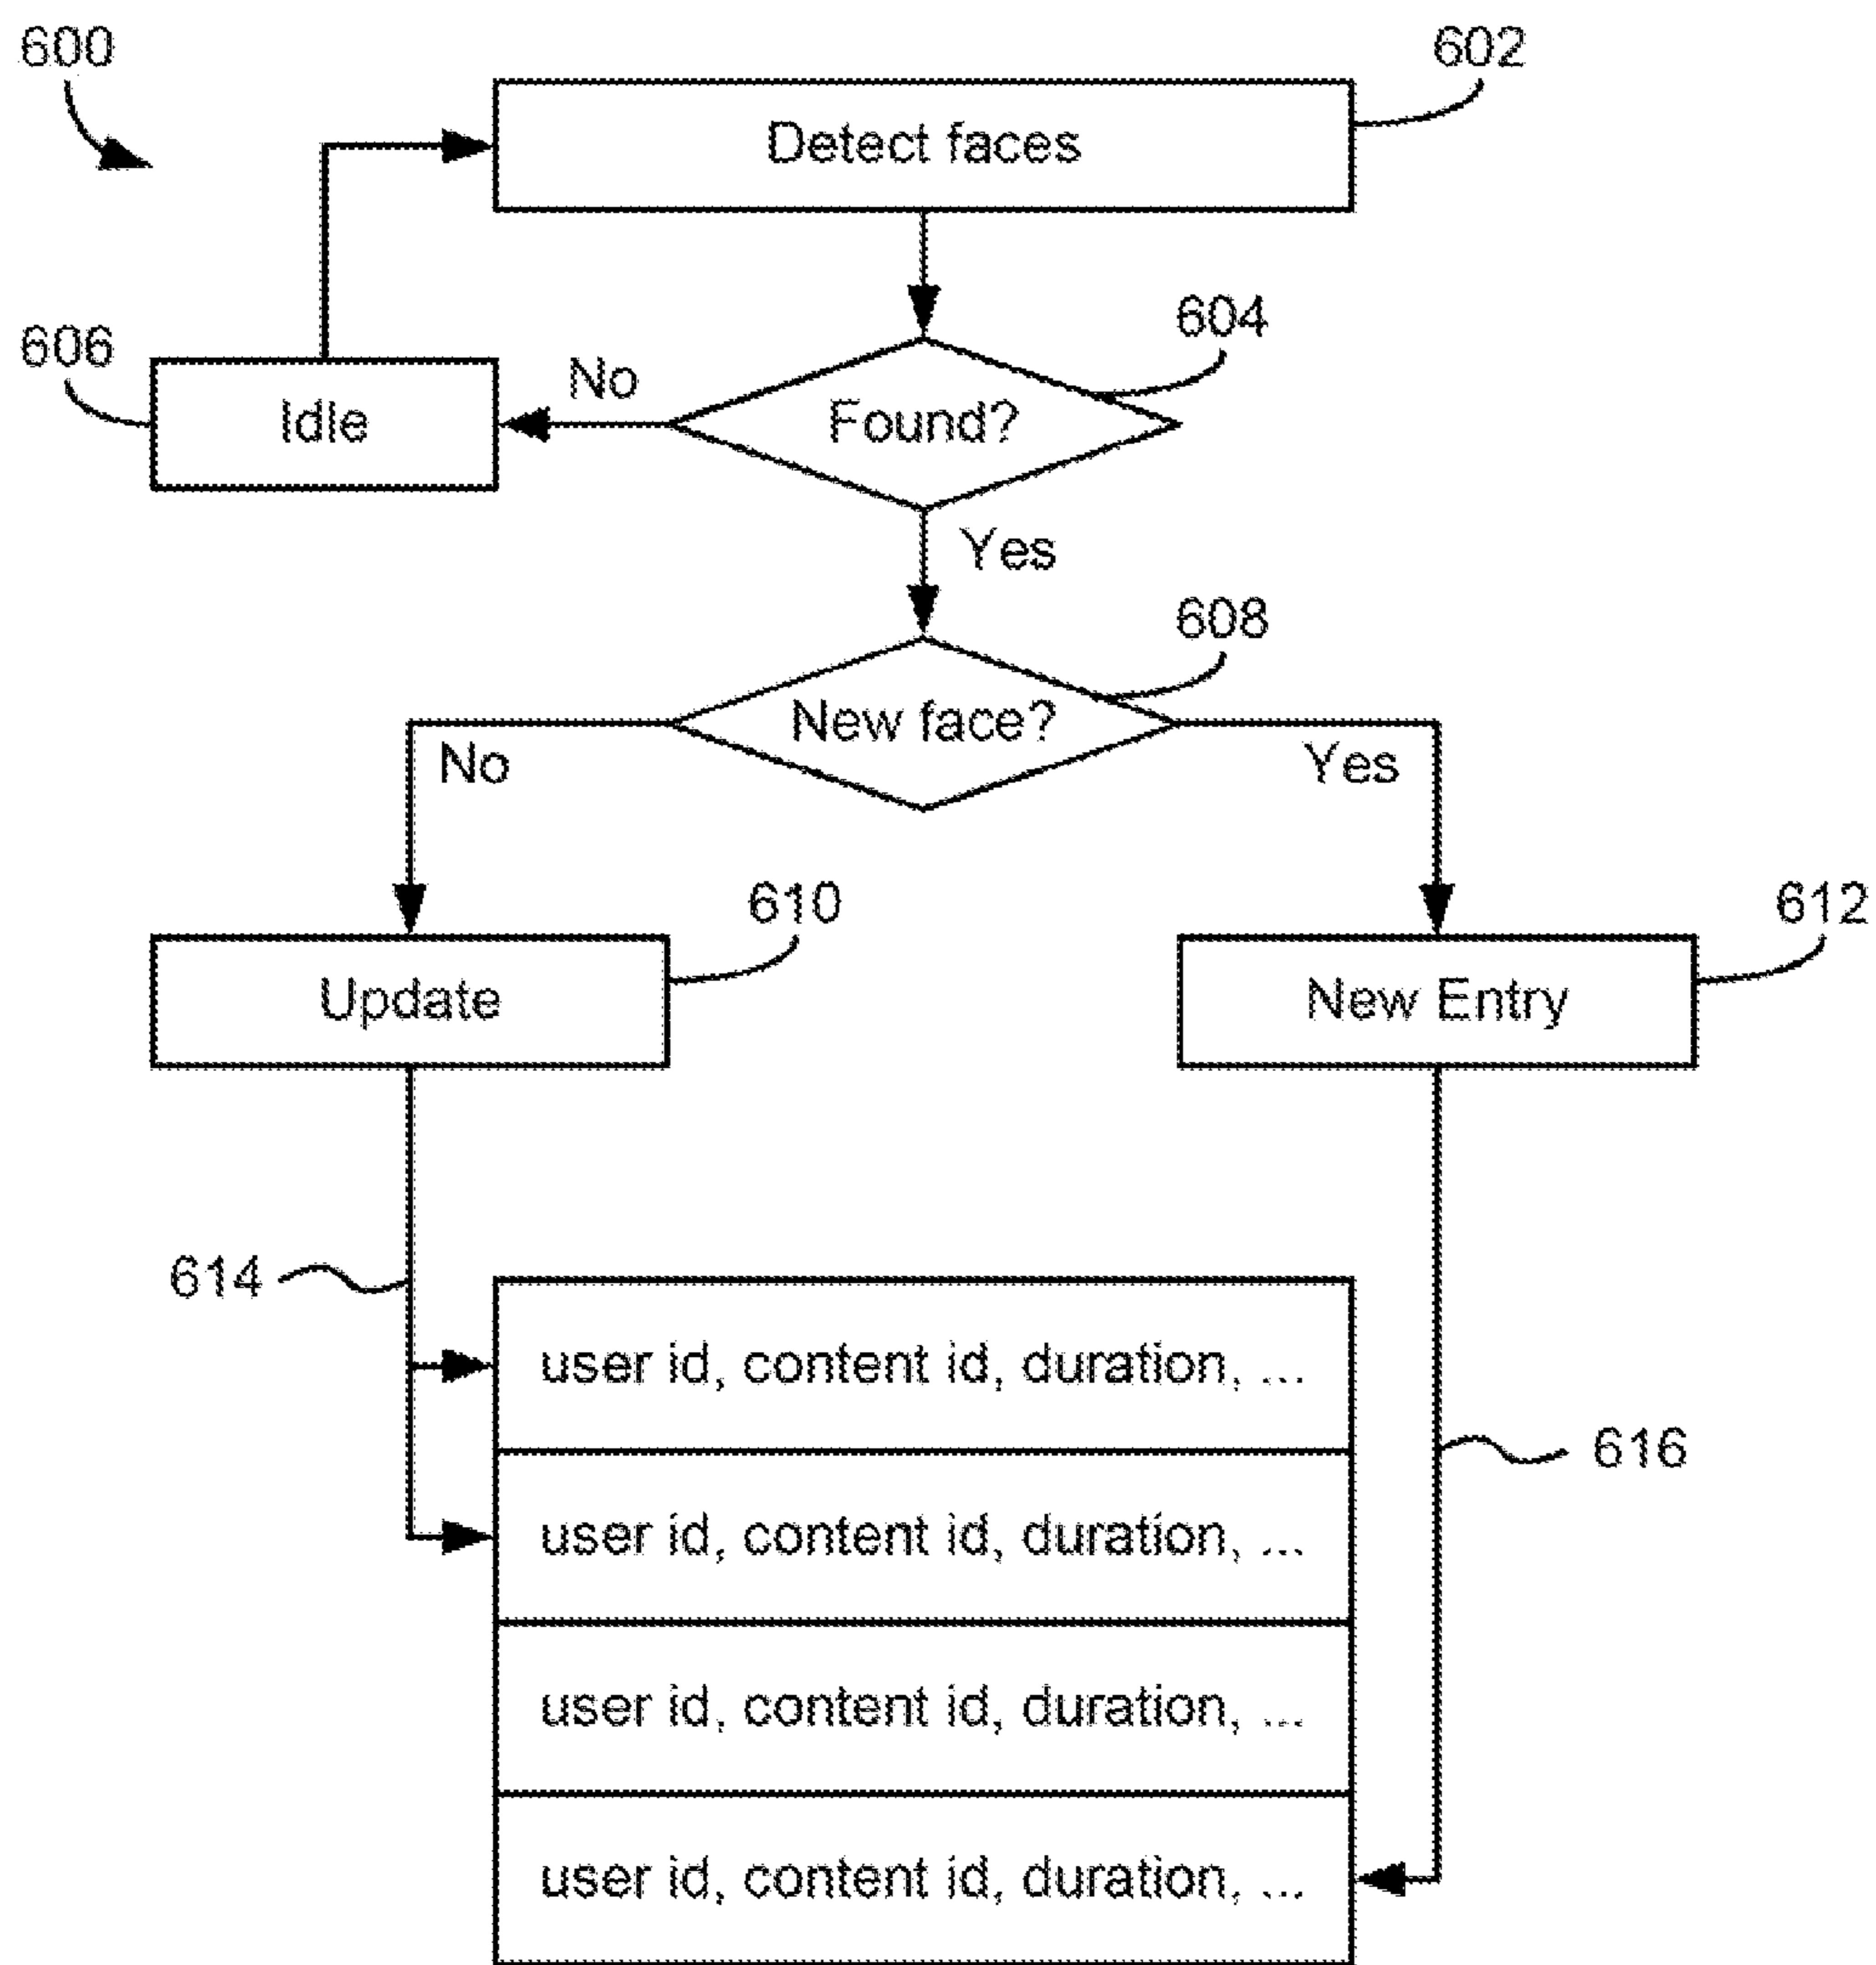 600
602
Detect faces
604
606
No
Idle
Found?
Yes
608
New face?
No
Yes
610
612
Update
New Entry
614
user id, content id, duration, ...
616
user id, content id, duration, ...
user id, content id, duration, ...
user id, content id, duration, ...